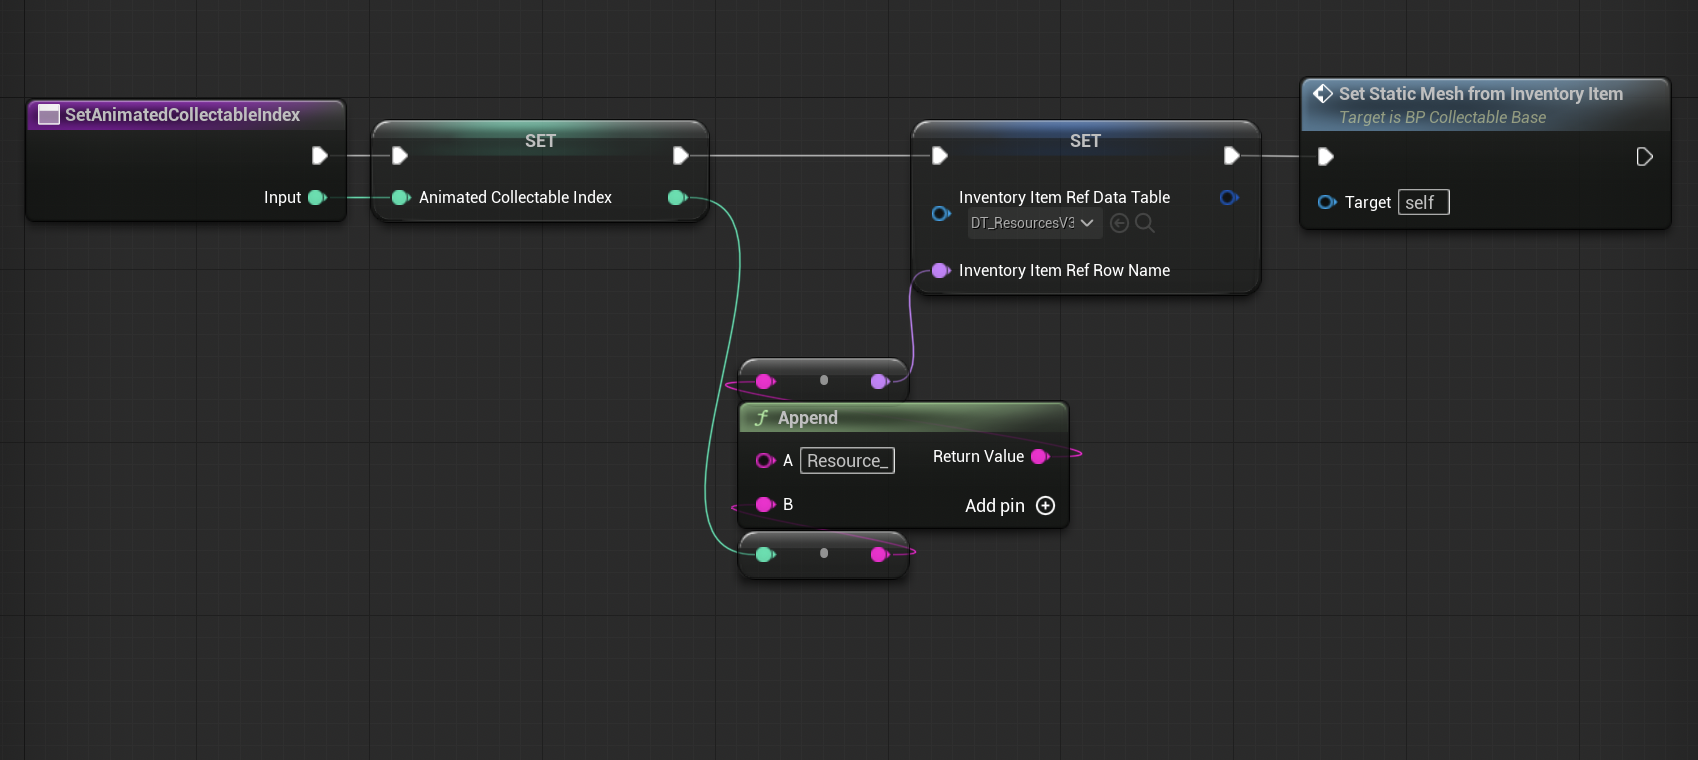 SetAnimatedCollectableIndex
Input
SET
Animated Collectable Index
SET
Inventory Item Ref Data Table
DT_ResourcesV3
Inventory Item Ref Row Name
Set Static Mesh from Inventory Item
Target is BP Collectable Base
Target self
f Append
A Resource_ Return Value
B Add pin